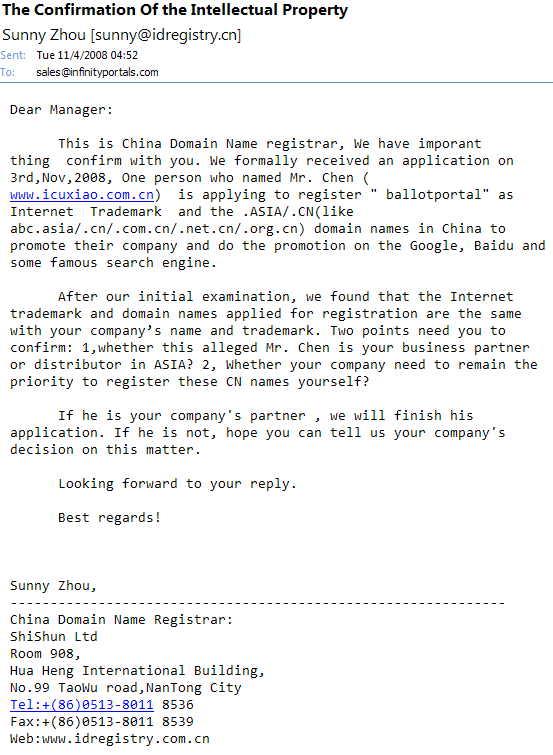 The Confirmation Of the Intellectual Property
Sunny Zhou [sunny@idregistry.cn]
Sent: Tue 11/4/2008 04:52
To: sales@infinityportals.com
Dear Manager:
This is China Domain Name registrar, We have imporant
thing confirm with you. We formally received an application on
3rd,Nov,2008, One person who named Mr. Chen (
www.icuxiao.com.cn) is applying to register " ballotportal" as
Internet Trademark and the .ASIA/.CN(like
abc.asia/.cn/.com.cn/.net.cn/.org.cn) domain names in China to
promote their company and do the promotion on the Google, Baidu and
some famous search engine.
After our initial examination, we found that the Internet
trademark and domain names applied for registration are the same
with your company’s name and trademark. Two points need you to
confirm: 1,whether this alleged Mr. Chen is your business partner
or distributor in ASIA? 2, Whether your company need to remain the
priority to register these CN names yourself?
If he is your company's partner , we will finish his
application. If he is not, hope you can tell us your company's
decision on this matter.
Looking forward to your reply.
Best regards!
Sunny Zhou,
--------------------------------------------------------------
China Domain Name Registrar:
ShiShun Ltd
Room 908,
Hua Heng International Building,
No.99 TaoWu road,NanTong City
Tel:+(86)0513-8011 8536
Fax:+(86)0513-8011 8539
Web:www.idregistry.com.cn